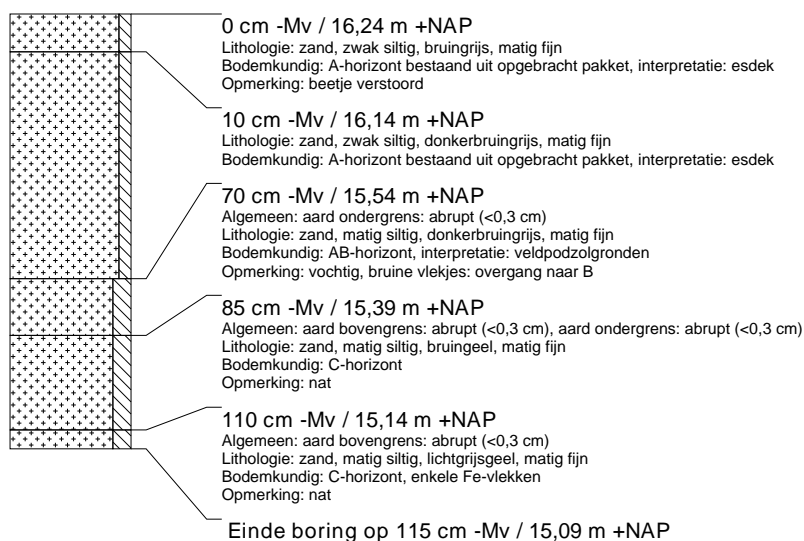 0 cm -Mv / 16,24 m +NAP
Lithologie: zand, zwak siltig, bruingrijs, matig fijn
Bodemkundig: A-horizont bestaand uit opgebracht pakket, interpretatie: esdek
Opmerking: beetje verstoord
10 cm -Mv / 16,14 m +NAP
Lithologie: zand, zwak siltig, donkerbruingrijs, matig fijn
Bodemkundig: A-horizont bestaand uit opgebracht pakket, interpretatie: esdek
70 cm -Mv / 15,54 m +NAP
Algemeen: aard ondergrens: abrupt (<0,3 cm)
Lithologie: zand, matig siltig, donkerbruingrijs, matig fijn
Bodemkundig: AB-horizont, interpretatie: veldpodzolgronden
Opmerking: vochtig, bruine vlekjes: overgang naar B
85 cm -Mv / 15,39 m +NAP
Algemeen: aard bovengrens: abrupt (<0,3 cm), aard ondergrens: abrupt (<0,3 cm)
Lithologie: zand, matig siltig, bruingeel, matig fijn
Bodemkundig: C-horizont
Opmerking: nat
110 cm -Mv / 15,14 m +NAP
Algemeen: aard bovengrens: abrupt (<0,3 cm)
Lithologie: zand, matig siltig, lichtgrijsgeel, matig fijn
Bodemkundig: C-horizont, enkele Fe-vlekken
Opmerking: nat
Einde boring op 115 cm -Mv / 15,09 m +NAP